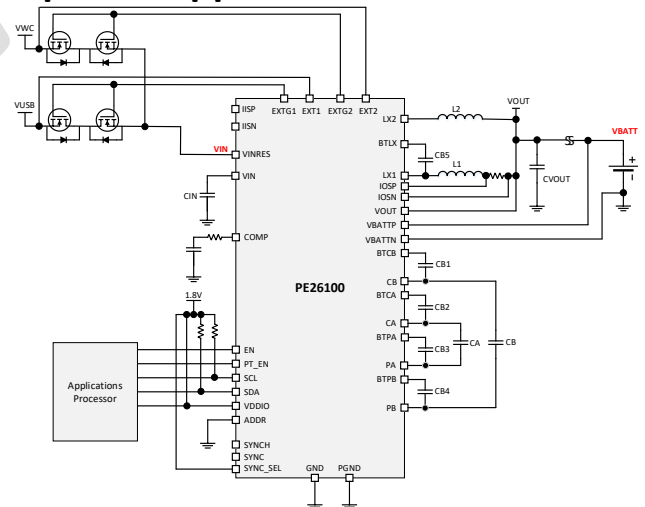 VWC
VUSB
IISP
IISN
VIN
VINRES
VIN
CIN
COMP
1.8V
EN
PT_EN
SCL
SDA
VDDIO
ADDR
SYNCH
SYNC
SYNC_SEL
Applications
Processor
EXTG1 EXT1 EXTG2 EXT2
PE26100
GND PGND
LX2
BTLX
LX1
IOSP
IOSN
VOUT
VBATTP
VBATTN
BTCB
CB
BTCA
CA
BTPA
PA
BTPB
PB
L2
VOUT
CB5
L1
CVOUT
VBATT
+
CB1
CB2
CB3
CA
CB
CB4